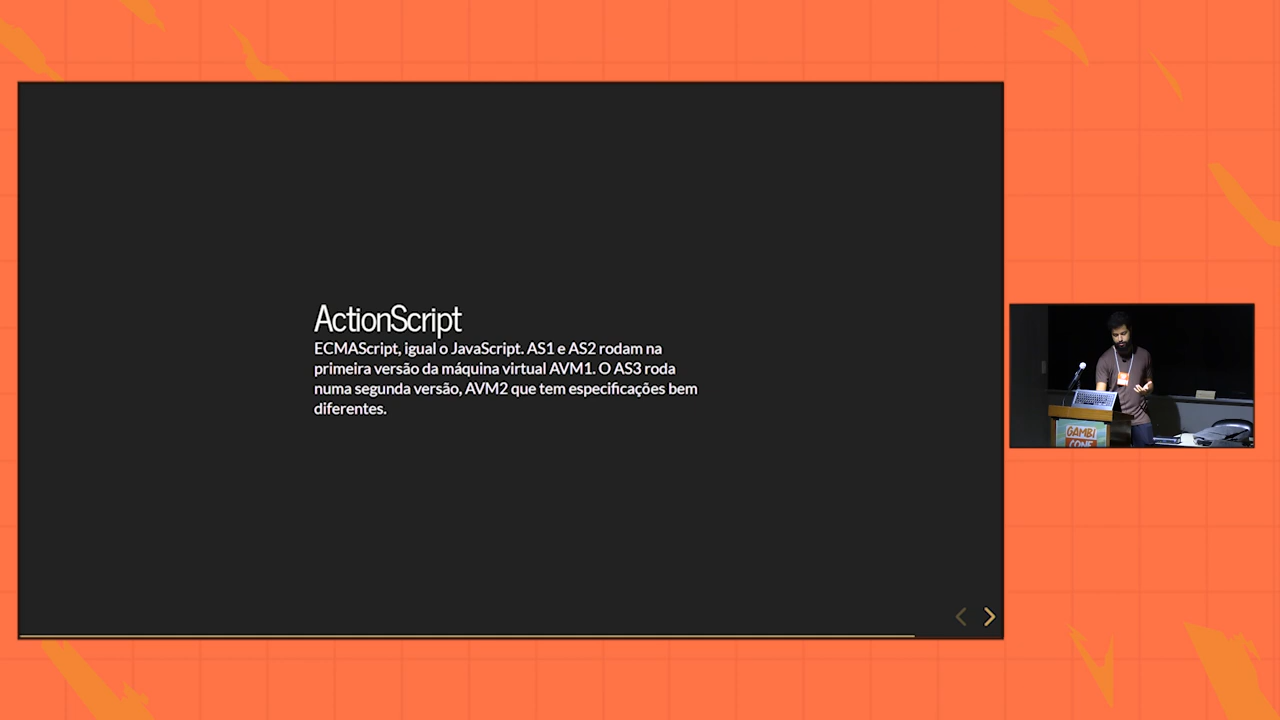 ActionScript
ECMAScript, igual o JavaScript. AS1 e AS2 rodam na
primeira versão da máquina virtual AVM1. O AS3 roda
numa segunda versão, AVM2 que tem especificações bem
diferentes.
GAMBI
CONF